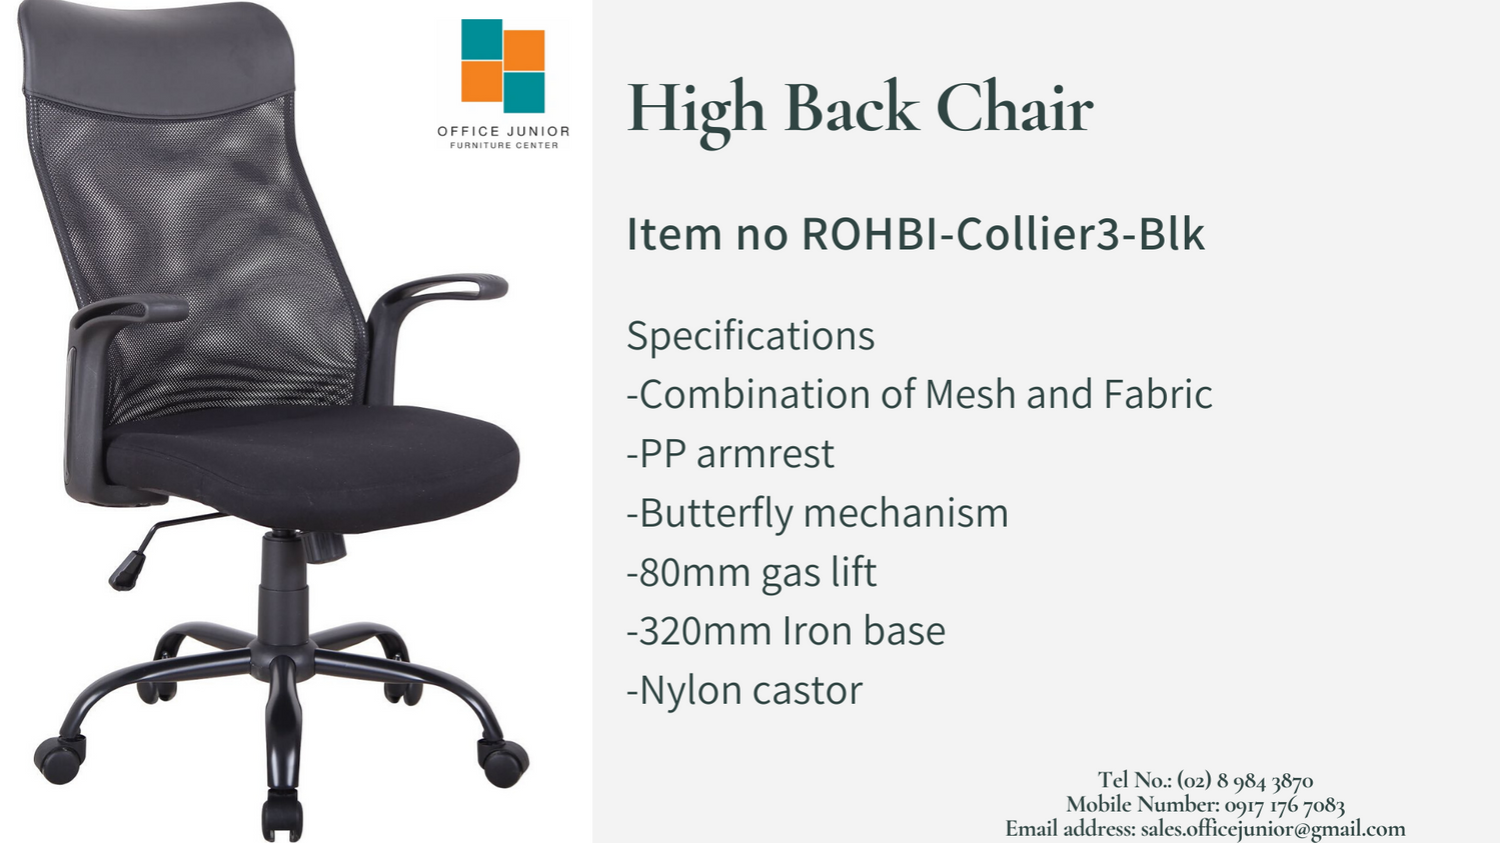 OFFICE JUNIOR
FURNITURE CENTER
High Back Chair
Item no ROHBI-Collier3-Blk
Specifications
-Combination of Mesh and Fabric
-PP armrest
-Butterfly mechanism
-80mm gas lift
-320mm Iron base
-Nylon castor
Tel No.: (02) 8 984 3870
Mobile Number: 0917 176 7083
Email address: sales.officejunior@gmail.com